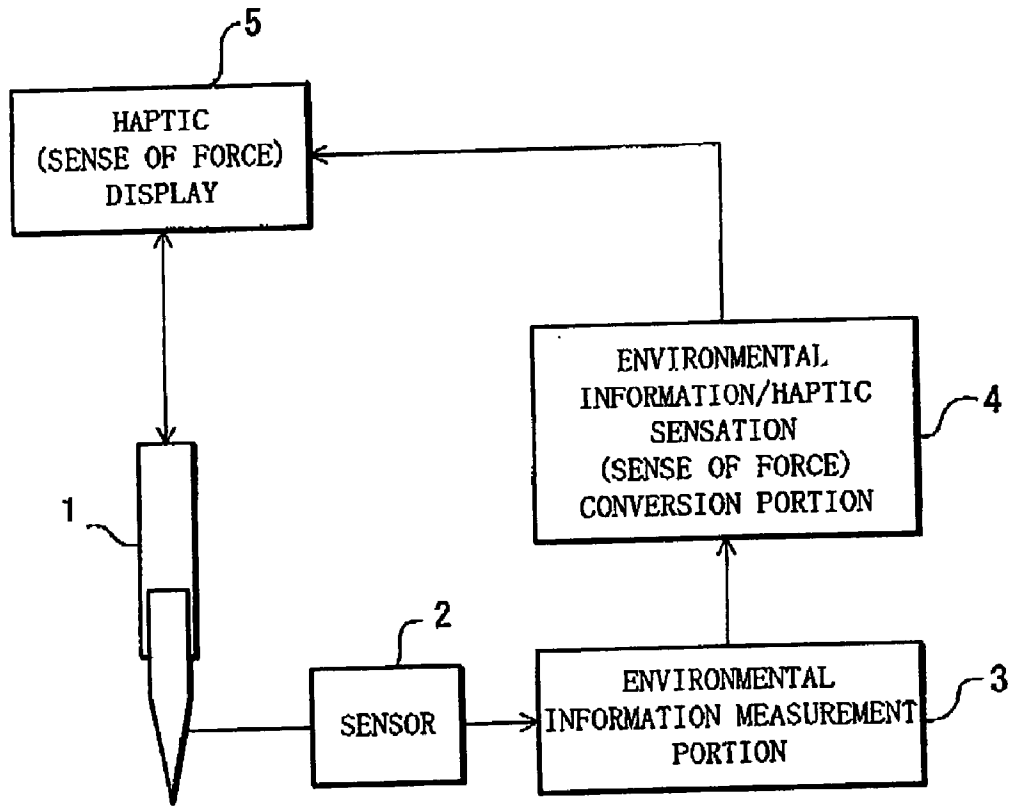 5
HAPTIC
(SENSE OF FORCE)
DISPLAY
ENVIRONMENTAL
INFORMATION/HAPTIC
SENSATION
(SENSE OF FORCE)
CONVERSION PORTION
4
1
2
SENSOR
ENVIRONMENTAL
INFORMATION MEASUREMENT
PORTION
3